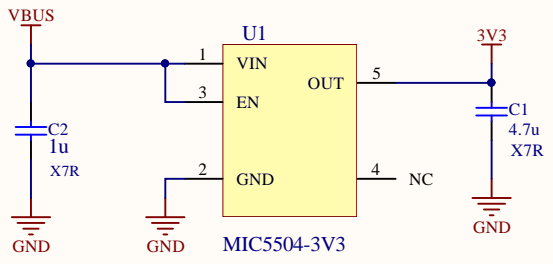 VBUS
U1
3V3
1
VIN
5
OUT
3
EN
C2
1u
X7R
C1
4.7u
X7R
2
GND
4
NC
GND
GND
GND
MIC5504-3V3